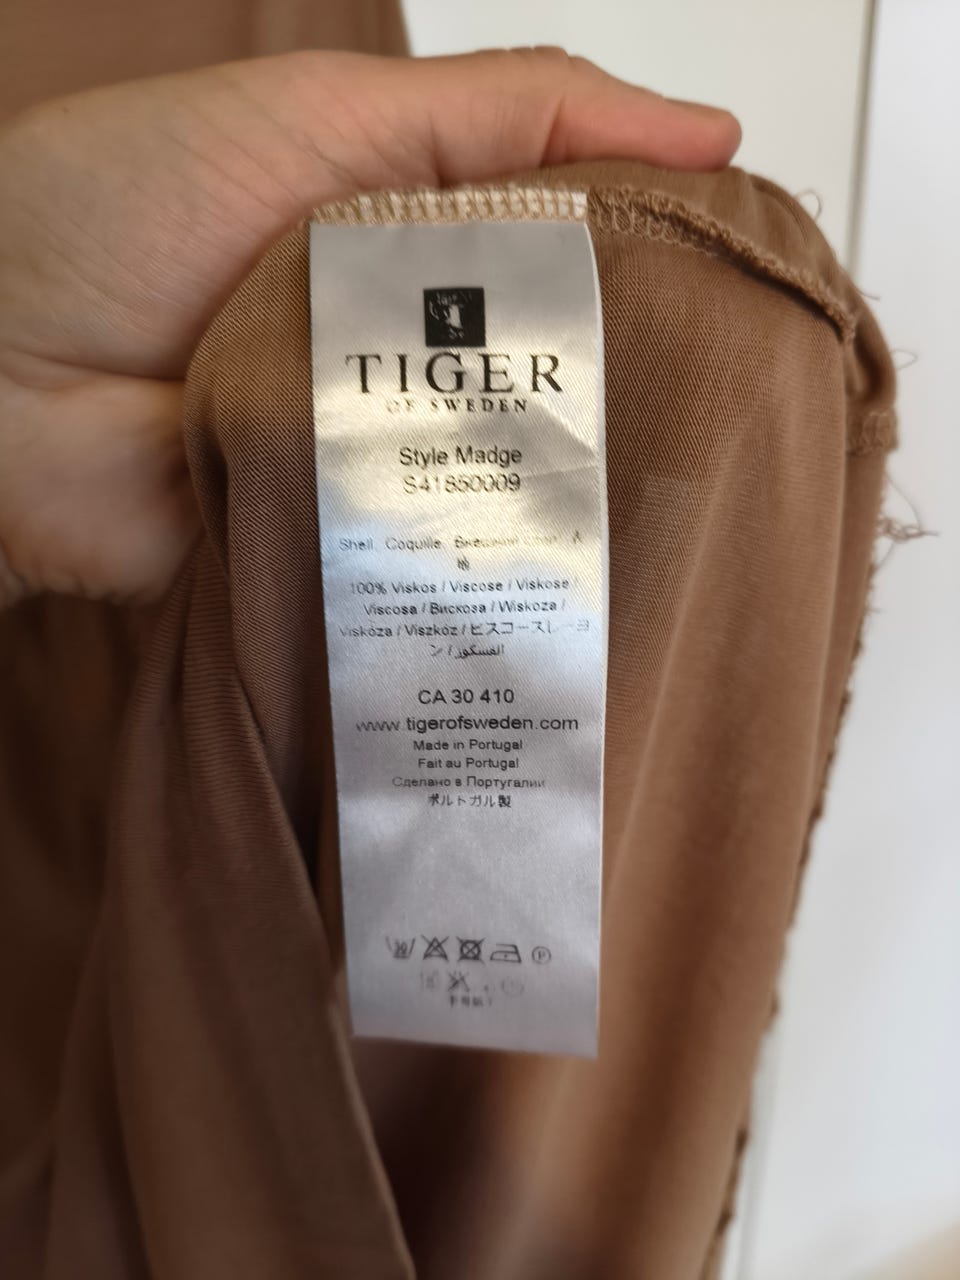 TIGER
OF SWEDEN
Style Madge
S41850009
Shell Coquille
100% Viskos / Viscose / Viskose /
Viscosa / Вискоза / Wiskoza /
Viskóza / Viszkóz / ビスコースレーヨ
ン / الفسكوز
CA 30 410
www.tigerofsweden.com
Made in Portugal
Fait au Portugal
Сделано в Португалии
ポルトガル製
30
P